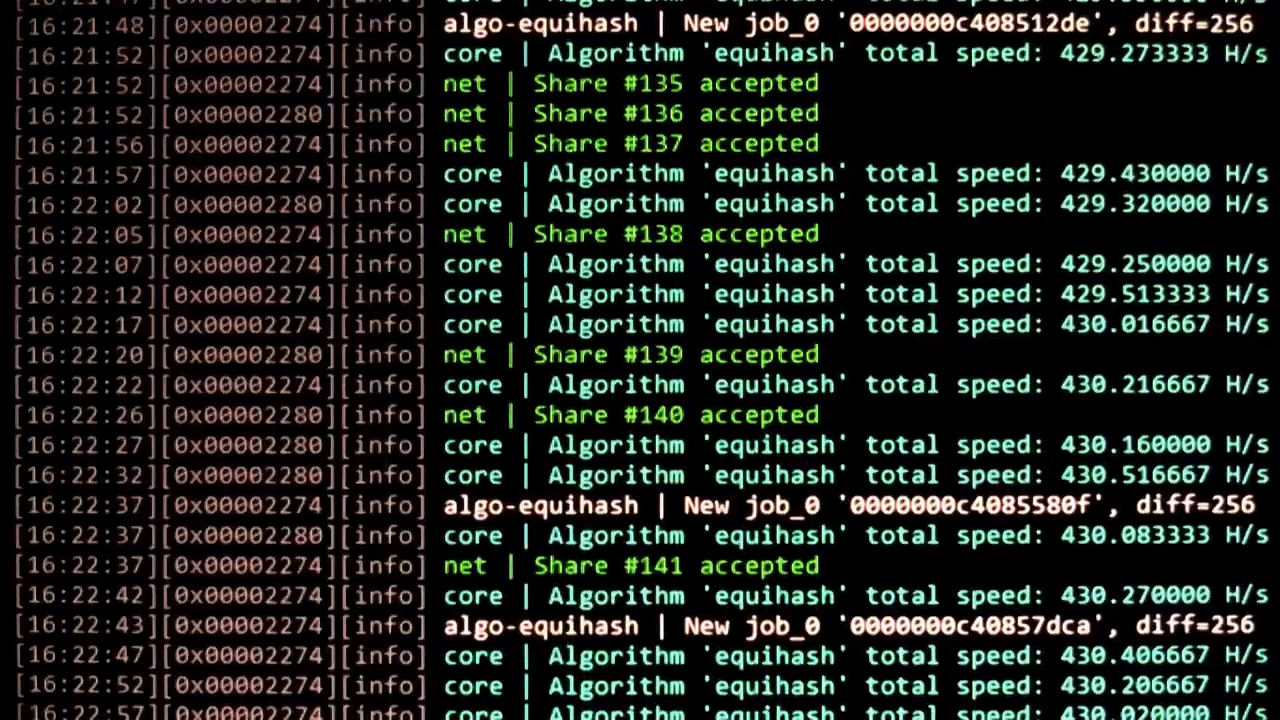 [16:21:48][0x00002274][info] algo-equihash | New job_0 '0000000c408512de', diff=256
[16:21:52][0x00002274][info] core | Algorithm 'equihash' total speed: 429.273333 H/s
[16:21:52][0x00002274][info] net | Share #135 accepted
[16:21:52][0x00002280][info] net | Share #136 accepted
[16:21:56][0x00002274][info] net | Share #137 accepted
[16:21:57][0x00002274][info] core | Algorithm 'equihash' total speed: 429.430000 H/s
[16:22:02][0x00002280][info] core | Algorithm 'equihash' total speed: 429.320000 H/s
[16:22:05][0x00002274][info] net | Share #138 accepted
[16:22:07][0x00002274][info] core | Algorithm 'equihash' total speed: 429.250000 H/s
[16:22:12][0x00002274][info] core | Algorithm 'equihash' total speed: 429.513333 H/s
[16:22:17][0x00002274][info] core | Algorithm 'equihash' total speed: 430.016667 H/s
[16:22:20][0x00002280][info] net | Share #139 accepted
[16:22:22][0x00002274][info] core | Algorithm 'equihash' total speed: 430.216667 H/s
[16:22:26][0x00002280][info] net | Share #140 accepted
[16:22:27][0x00002280][info] core | Algorithm 'equihash' total speed: 430.160000 H/s
[16:22:32][0x00002280][info] core | Algorithm 'equihash' total speed: 430.516667 H/s
[16:22:37][0x00002274][info] algo-equihash | New job_0 '0000000c4085580f', diff=256
[16:22:37][0x00002280][info] core | Algorithm 'equihash' total speed: 430.083333 H/s
[16:22:37][0x00002274][info] net | Share #141 accepted
[16:22:42][0x00002274][info] core | Algorithm 'equihash' total speed: 430.270000 H/s
[16:22:43][0x00002274][info] algo-equihash | New job_0 '0000000c40857dca', diff=256
[16:22:47][0x00002274][info] core | Algorithm 'equihash' total speed: 430.406667 H/s
[16:22:52][0x00002274][info] core | Algorithm 'equihash' total speed: 430.206667 H/s
[16:22:57][0x00002274][info] core | Algorithm 'equihash' total speed: 430.020000 H/s